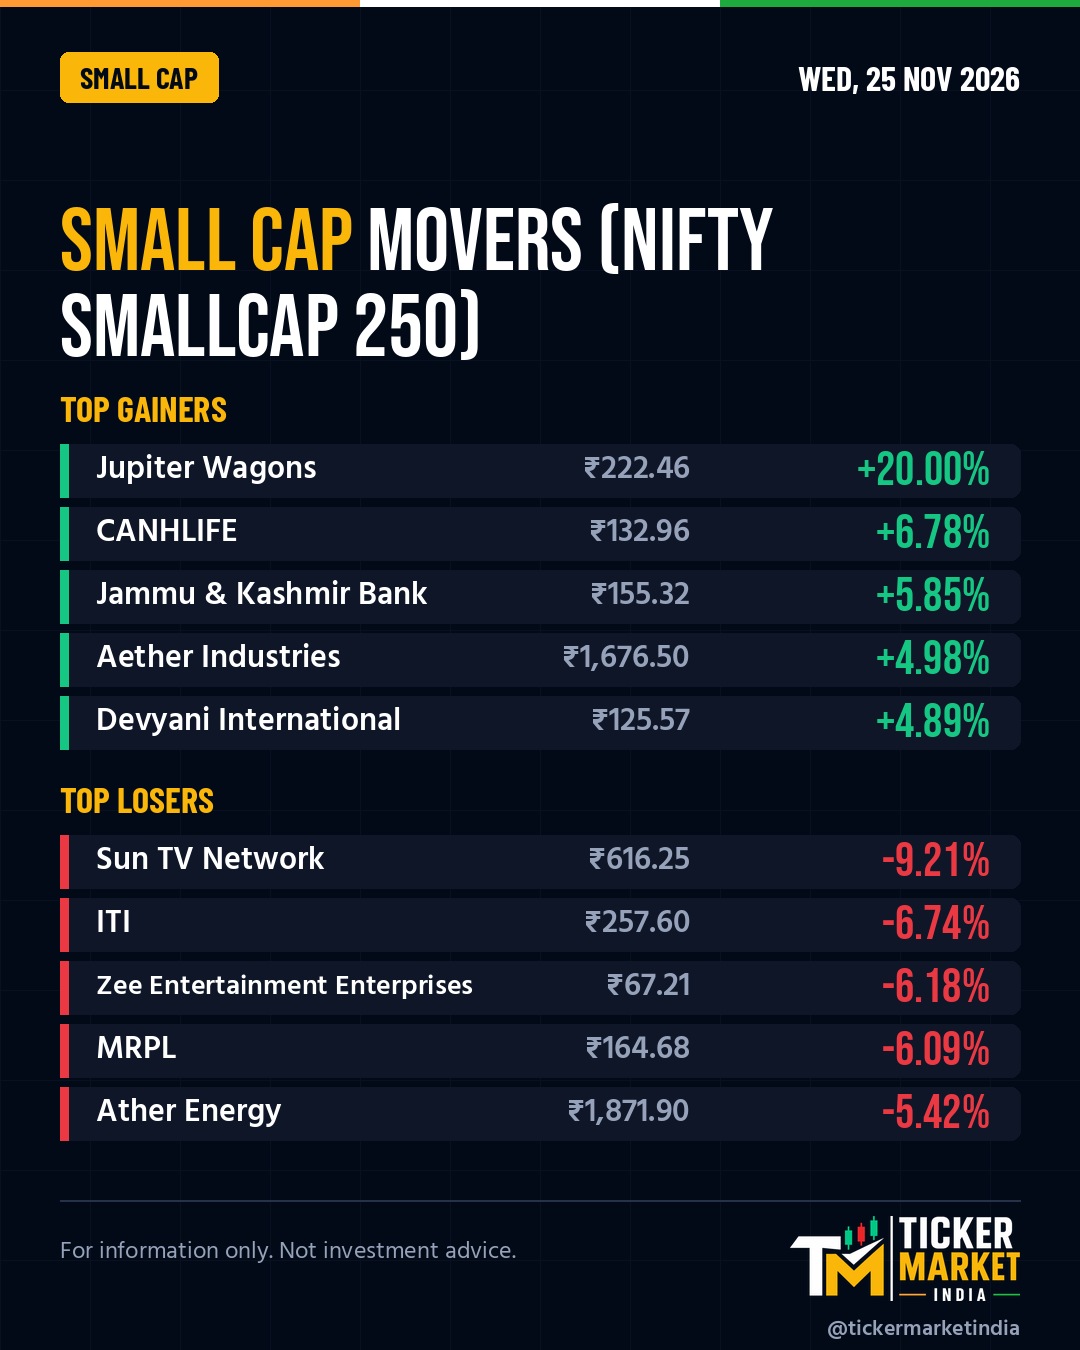 SMALL CAP
WED, 25 NOV 2026
SMALL CAP MOVERS (NIFTY
SMALLCAP 250)
TOP GAINERS
Jupiter Wagons ₹222.46 +20.00%
CANHLIFE ₹132.96 +6.78%
Jammu & Kashmir Bank ₹155.32 +5.85%
Aether Industries ₹1,676.50 +4.98%
Devyani International ₹125.57 +4.89%
TOP LOSERS
Sun TV Network ₹616.25 -9.21%
ITI ₹257.60 -6.74%
Zee Entertainment Enterprises ₹67.21 -6.18%
MRPL ₹164.68 -6.09%
Ather Energy ₹1,871.90 -5.42%
For information only. Not investment advice.
TM
TICKER
MARKET
INDIA
@tickermarketindia